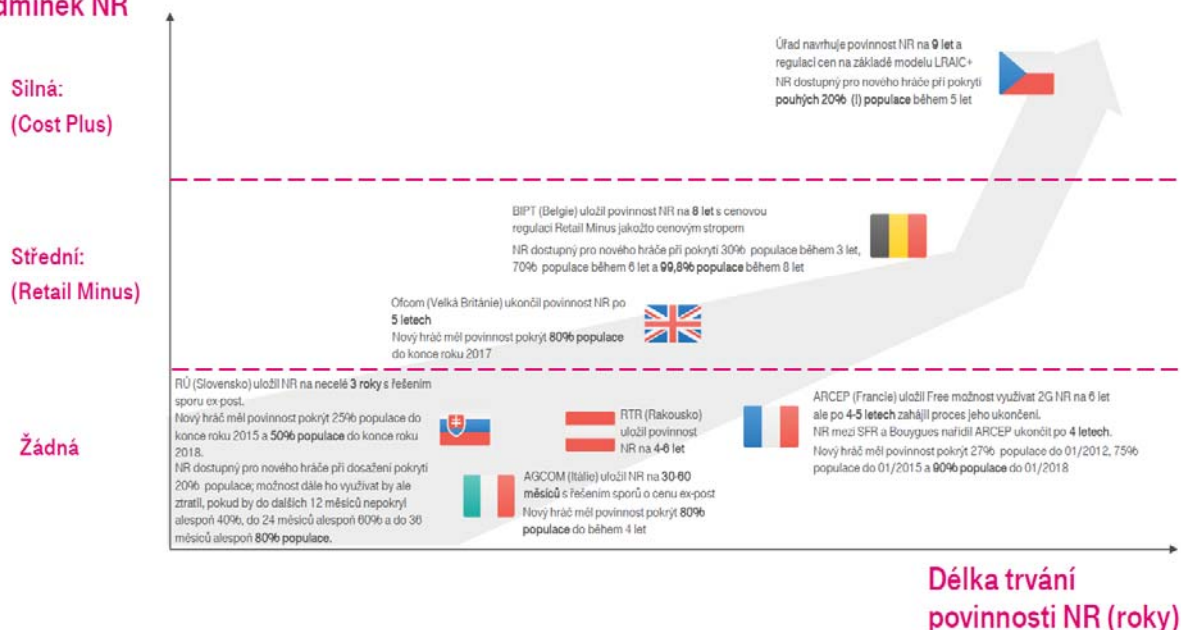 dmínek NR
Silná:
(Cost Plus)
Úřad navrhuje povinnost NR na 9 let a
regulaci cen na základě modelu LRAIC+
NR dostupný pro nového hráče při pokrytí
pouhých 20% (!) populace během 5 let
Střední:
(Retail Minus)
BIPT (Belgie) uložil povinnost NR na 8 let s cenovou
regulací Retail Minus jakožto cenovým stropem
NR dostupný pro nového hráče při pokrytí 30% populace během 3 let,
70% populace během 6 let a 99,8% populace během 8 let
Ofcom (Velká Británie) ukončil povinnost NR po
5 letech
Nový hráč měl povinnost pokrýt 80% populace
do konce roku 2017
Žádná
RÚ (Slovensko) uložil NR na necelé 3 roky s řešením
sporu ex-post.
Nový hráč měl povinnost pokrýt 25% populace do
konce roku 2015 a 50% populace do konce roku
2018.
NR dostupný pro nového hráče při dosažení pokrytí
20% populace; možnost dále ho využívat by ale
ztratil, pokud by do dalších 12 měsíců nepokryl
alespoň 40%, do 24 měsíců alespoň 60% a do 36
měsíců alespoň 80% populace.
RTR (Rakousko)
uložil povinnost
NR na 4-6 let
AGCOM (Itálie) uložil NR na 30-60
měsíců s řešením sporů o cenu ex-post
Nový hráč měl povinnost pokrýt 80%
populace do během 4 let
ARCEP (Francie) uložil Free možnost využívat 2G NR na 6 let
ale po 4-5 letech zahájil proces jeho ukončení.
NR mezi SFR a Bouygues nařídil ARCEP ukončit po 4 letech.
Nový hráč měl povinnost pokrýt 27% populace do 01/2012, 75%
populace do 01/2015 a 90% populace do 01/2018
Délka trvání
povinnosti NR (roky)